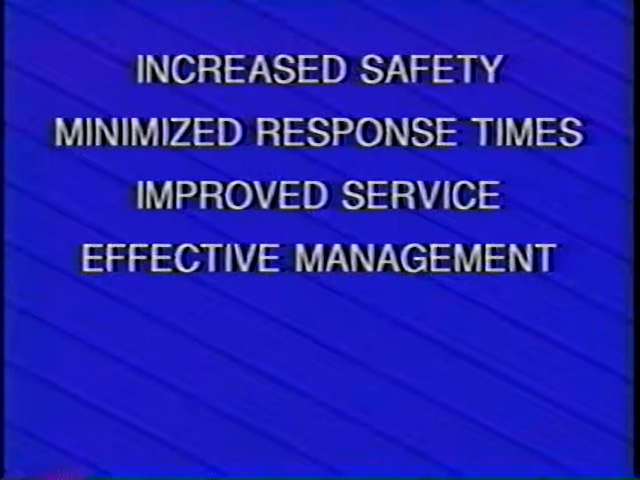 INCREASED SAFETY
MINIMIZED RESPONSE TIMES
IMPROVED SERVICE
EFFECTIVE MANAGEMENT